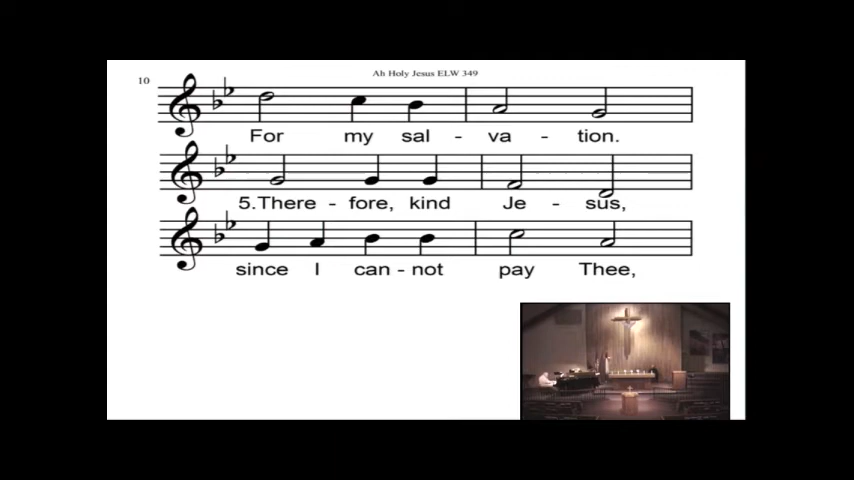 Ah Holy Jesus ELW 349
10
For my sal - va - tion.
5.There - fore, kind Je - sus,
since I can - not pay Thee,